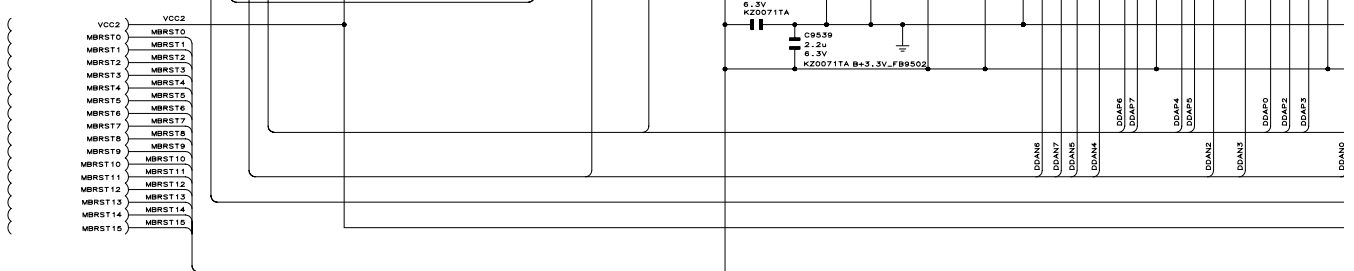 6.3V
KZ0071TA
C9539
2.2u
6.3V
KZ0071TA B+3.3V_FB9502
VCC2 VCC2
MBRST0 MBRST0
MBRST1 MBRST1
MBRST2 MBRST2
MBRST3 MBRST3
MBRST4 MBRST4
MBRST5 MBRST5
MBRST6 MBRST6
MBRST7 MBRST7
MBRST8 MBRST8
MBRST9 MBRST9
MBRST10 MBRST10
MBRST11 MBRST11
MBRST12 MBRST12
MBRST13 MBRST13
MBRST14 MBRST14
MBRST15 MBRST15
DDAP6
DDAP7
DDAP4
DDAP5
DDAP0
DDAP2
DDAP3
DDAN6
DDAN7
DDAN5
DDAN4
DDAN2
DDAN3
DDAN0